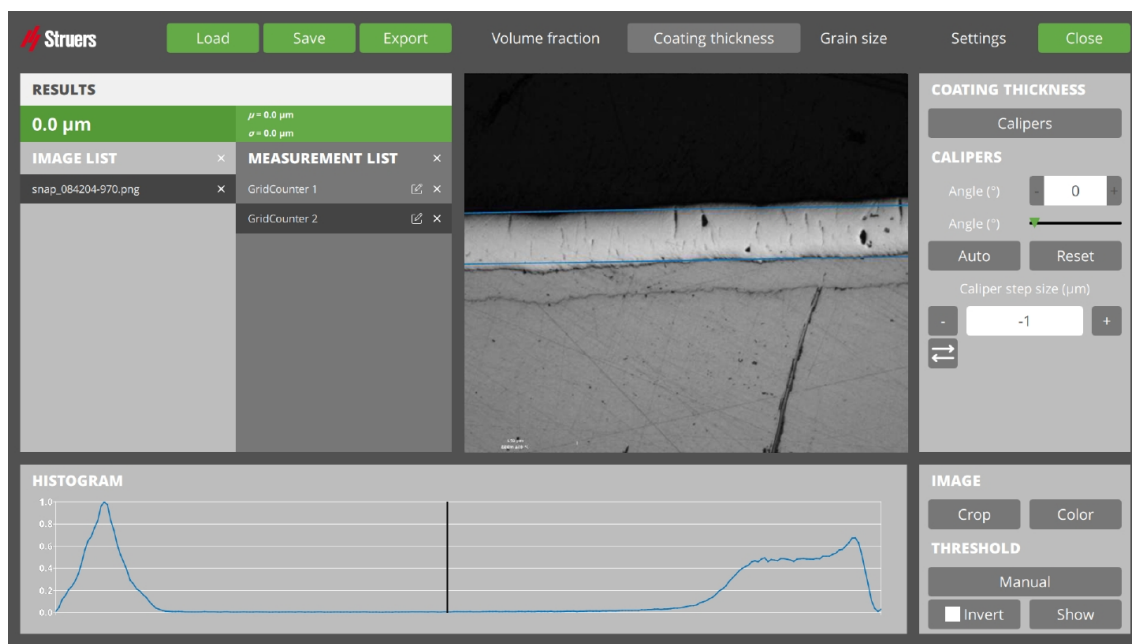 Struers
Load
Save
Export
Volume fraction
Coating thickness
Grain size
Settings
Close
RESULTS
0.0 µm
µ = 0.0 µm
σ = 0.0 µm
IMAGE LIST ×
snap_084204-970.png ×
MEASUREMENT LIST ×
GridCounter 1 ×
GridCounter 2 ×
COATING THICKNESS
Calipers
CALIPERS
Angle (°) - 0 +
Angle (°)
Auto
Reset
Caliper step size (µm)
- -1 +
HISTOGRAM
1.0
0.8
0.6
0.4
0.2
0.0
IMAGE
Crop
Color
THRESHOLD
Manual
Invert
Show